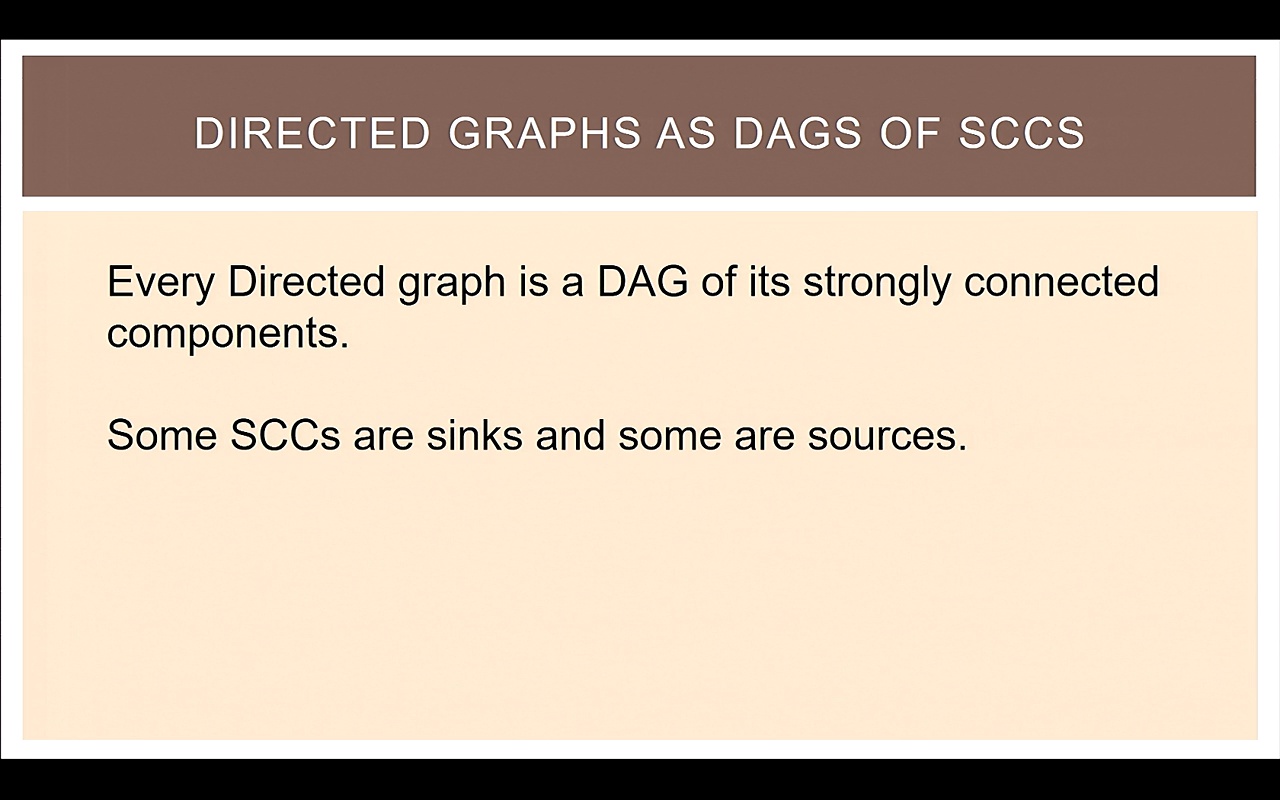 DIRECTED GRAPHS AS DAGS OF SCCS
Every Directed graph is a DAG of its strongly connected
components.
Some SCCs are sinks and some are sources.